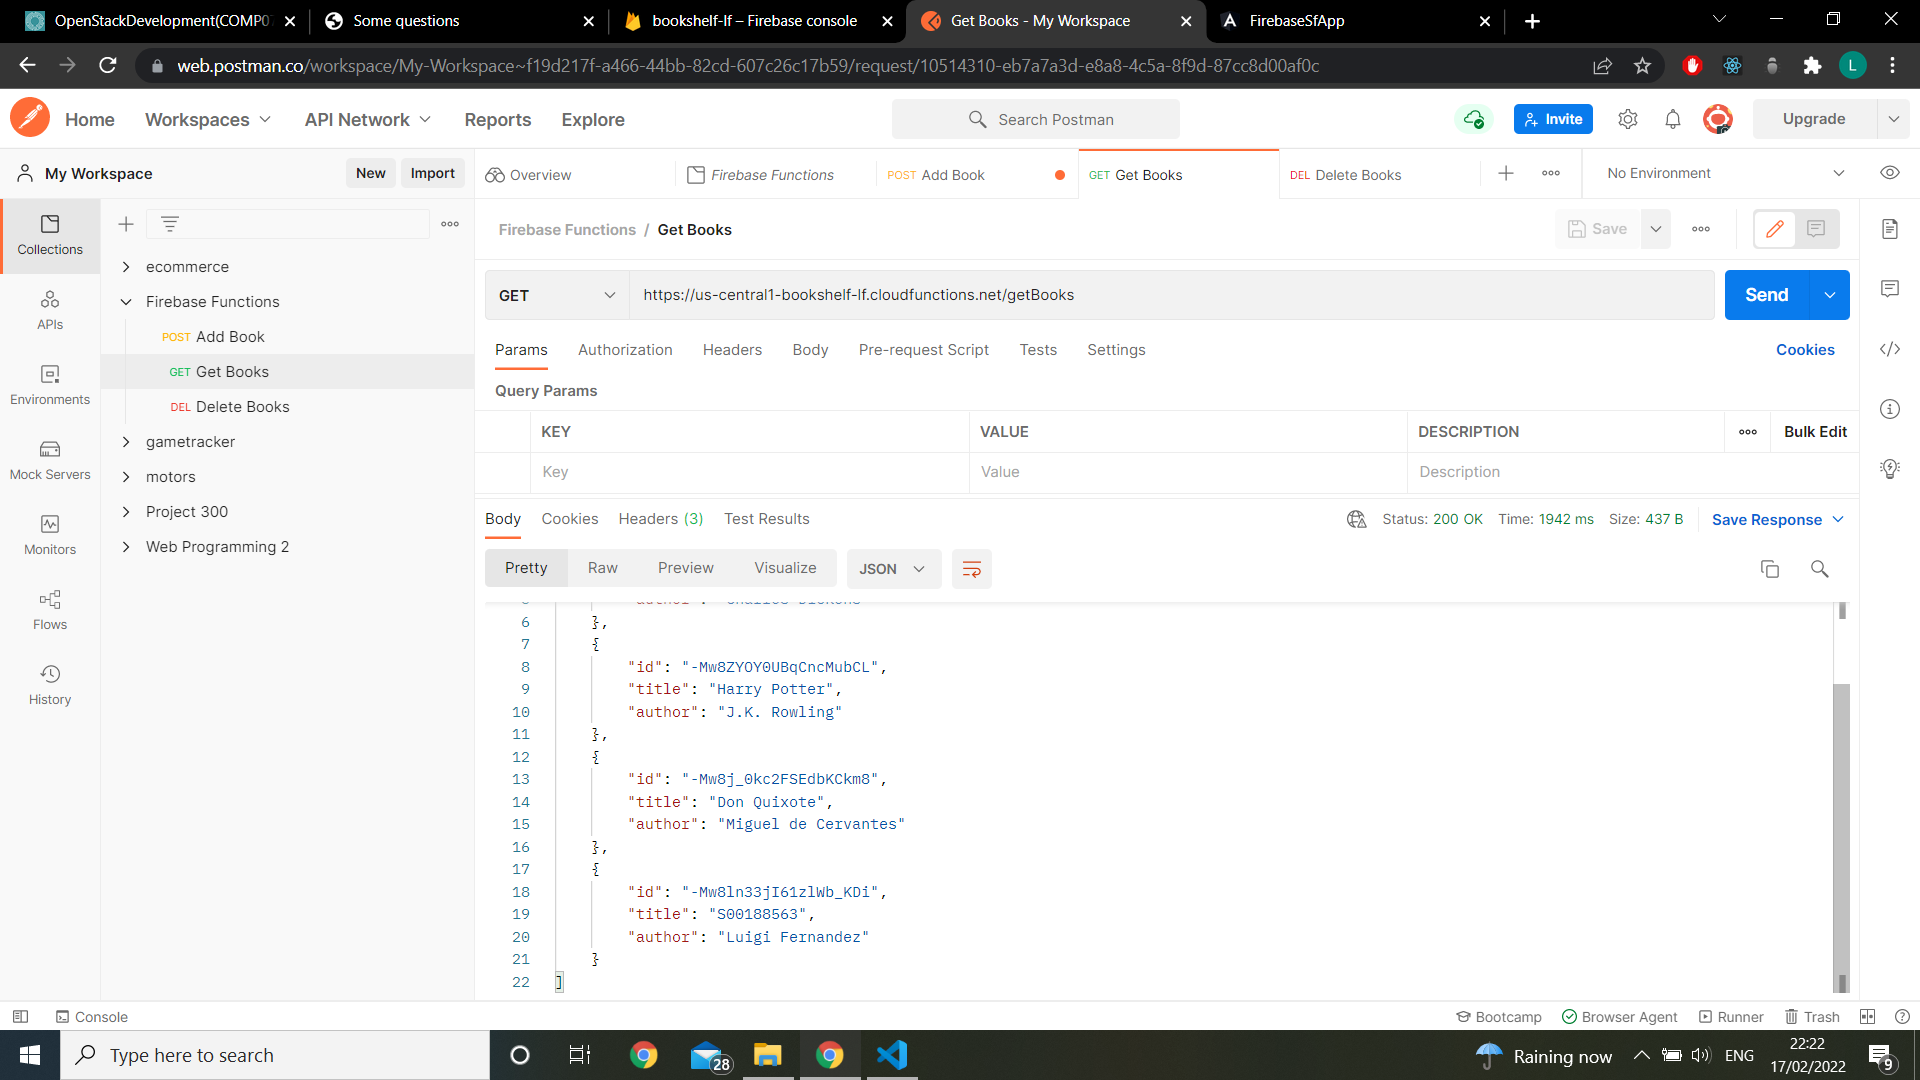 OpenStackDevelopment(COMP07
Some questions
bookshelf-lf – Firebase console
Get Books - My Workspace
FirebaseSfApp
web.postman.co/workspace/My-Workspace~f19d217f-a466-44bb-82cd-607c26c17b59/request/10514310-eb7a7a3d-e8a8-4c5a-8f9d-87cc8d00af0c
L
Home
Workspaces
API Network
Reports
Explore
Search Postman
Invite
Upgrade
My Workspace
New
Import
Overview
Firebase Functions
POST Add Book
GET Get Books
DEL Delete Books
No Environment
Collections
APIs
Environments
Mock Servers
Monitors
Flows
History
ecommerce
Firebase Functions
POST Add Book
GET Get Books
DEL Delete Books
gametracker
motors
Project 300
Web Programming 2
Firebase Functions / Get Books
Save
GET
https://us-central1-bookshelf-lf.cloudfunctions.net/getBooks
Send
Params
Authorization
Headers
Body
Pre-request Script
Tests
Settings
Cookies
Query Params
KEY
VALUE
DESCRIPTION
Bulk Edit
Key
Value
Description
Body
Cookies
Headers (3)
Test Results
Status: 200 OK
Time: 1942 ms
Size: 437 B
Save Response
Pretty
Raw
Preview
Visualize
JSON
6 },
7 {
8 "id": "-Mw8ZYOY0UBqCncMubCL",
9 "title": "Harry Potter",
10 "author": "J.K. Rowling"
11 },
12 {
13 "id": "-Mw8j_0kc2FSEdbKCkm8",
14 "title": "Don Quixote",
15 "author": "Miguel de Cervantes"
16 },
17 {
18 "id": "-Mw8ln33jI61zlWb_KDi",
19 "title": "S00188563",
20 "author": "Luigi Fernandez"
21 }
22 ]
Console
Bootcamp
Browser Agent
Runner
Trash
Type here to search
28
Raining now
ENG
22:22
17/02/2022
9